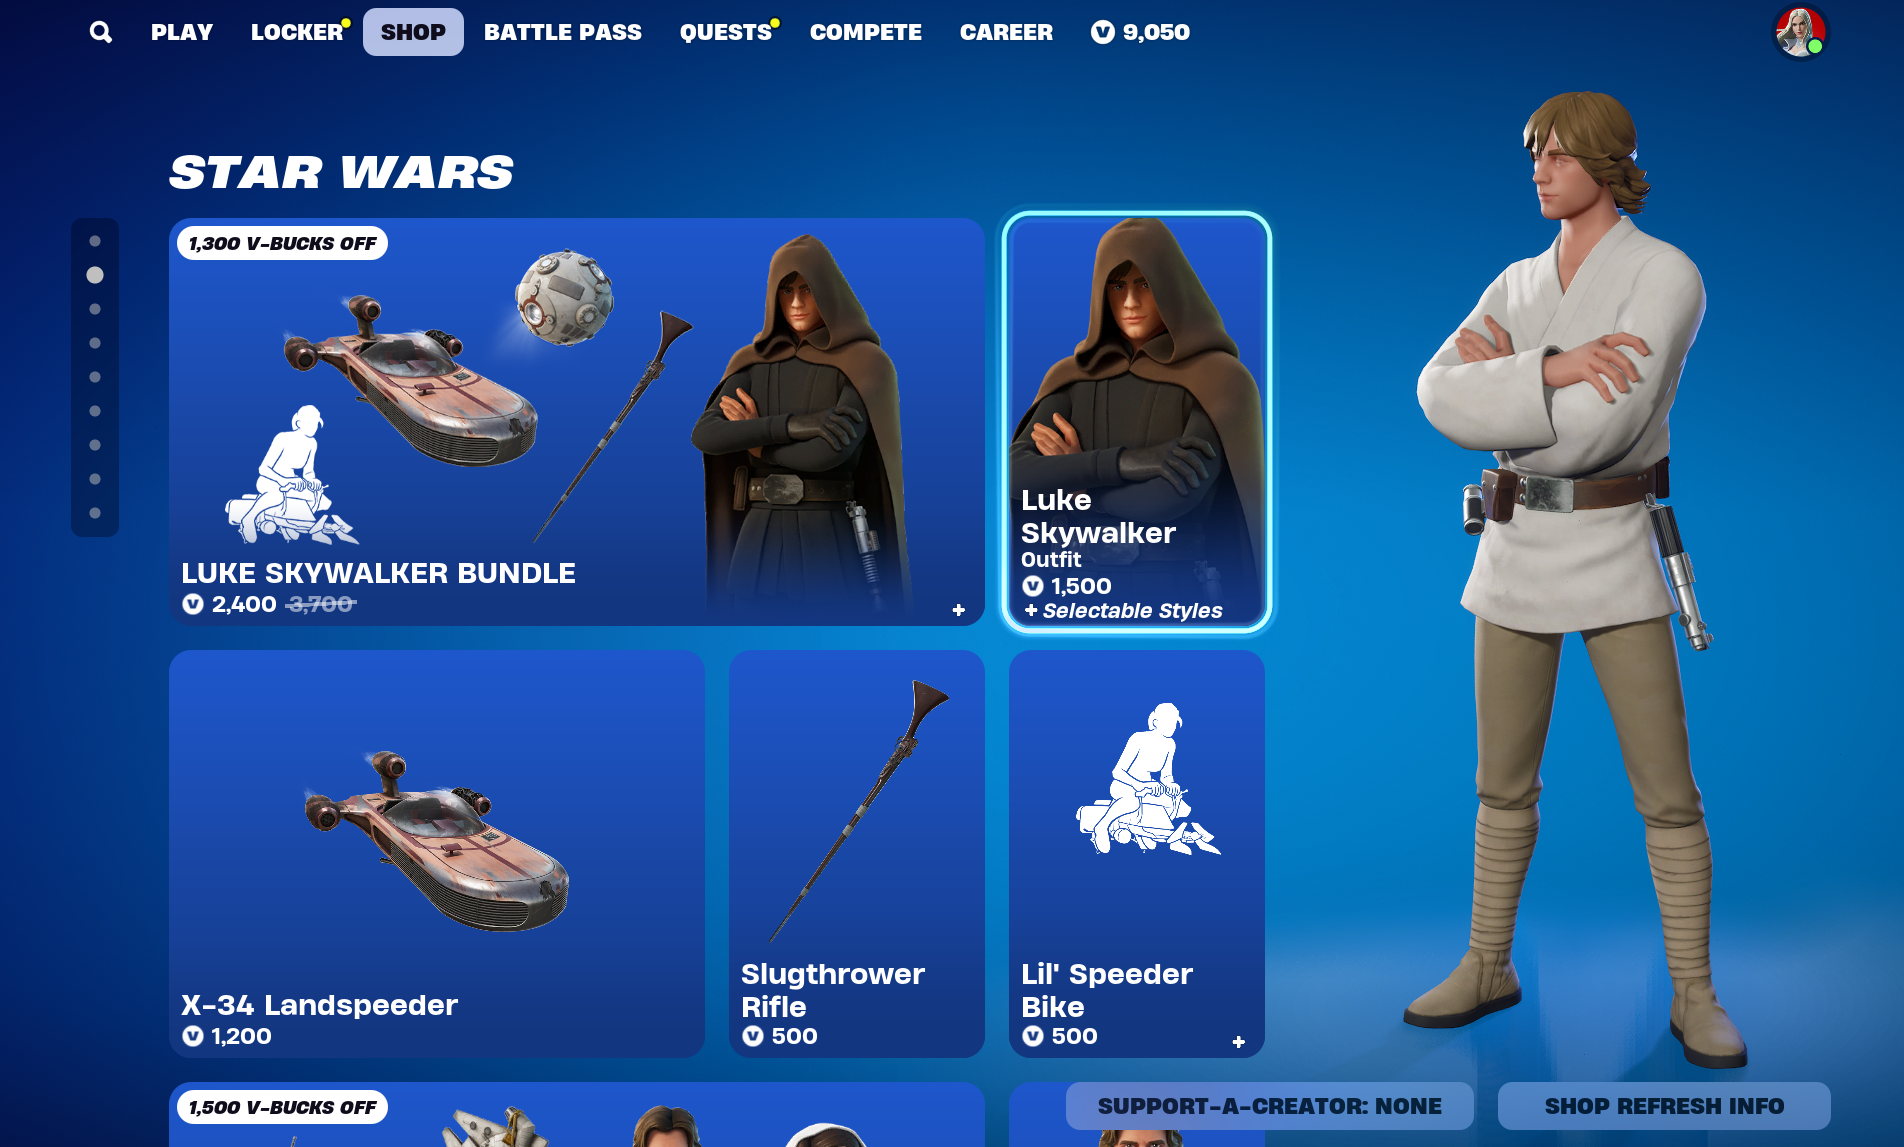 PLAY LOCKER SHOP BATTLE PASS QUESTS COMPETE CAREER V 9,050
STAR WARS
1,300 V-BUCKS OFF
LUKE SKYWALKER BUNDLE
V 2,400 3,700
+
Luke
Skywalker
Outfit
V 1,500
+ Selectable Styles
X-34 Landspeeder
V 1,200
Slugthrower
Rifle
V 500
Lil' Speeder
Bike
V 500
+
1,500 V-BUCKS OFF
SUPPORT-A-CREATOR: NONE
SHOP REFRESH INFO